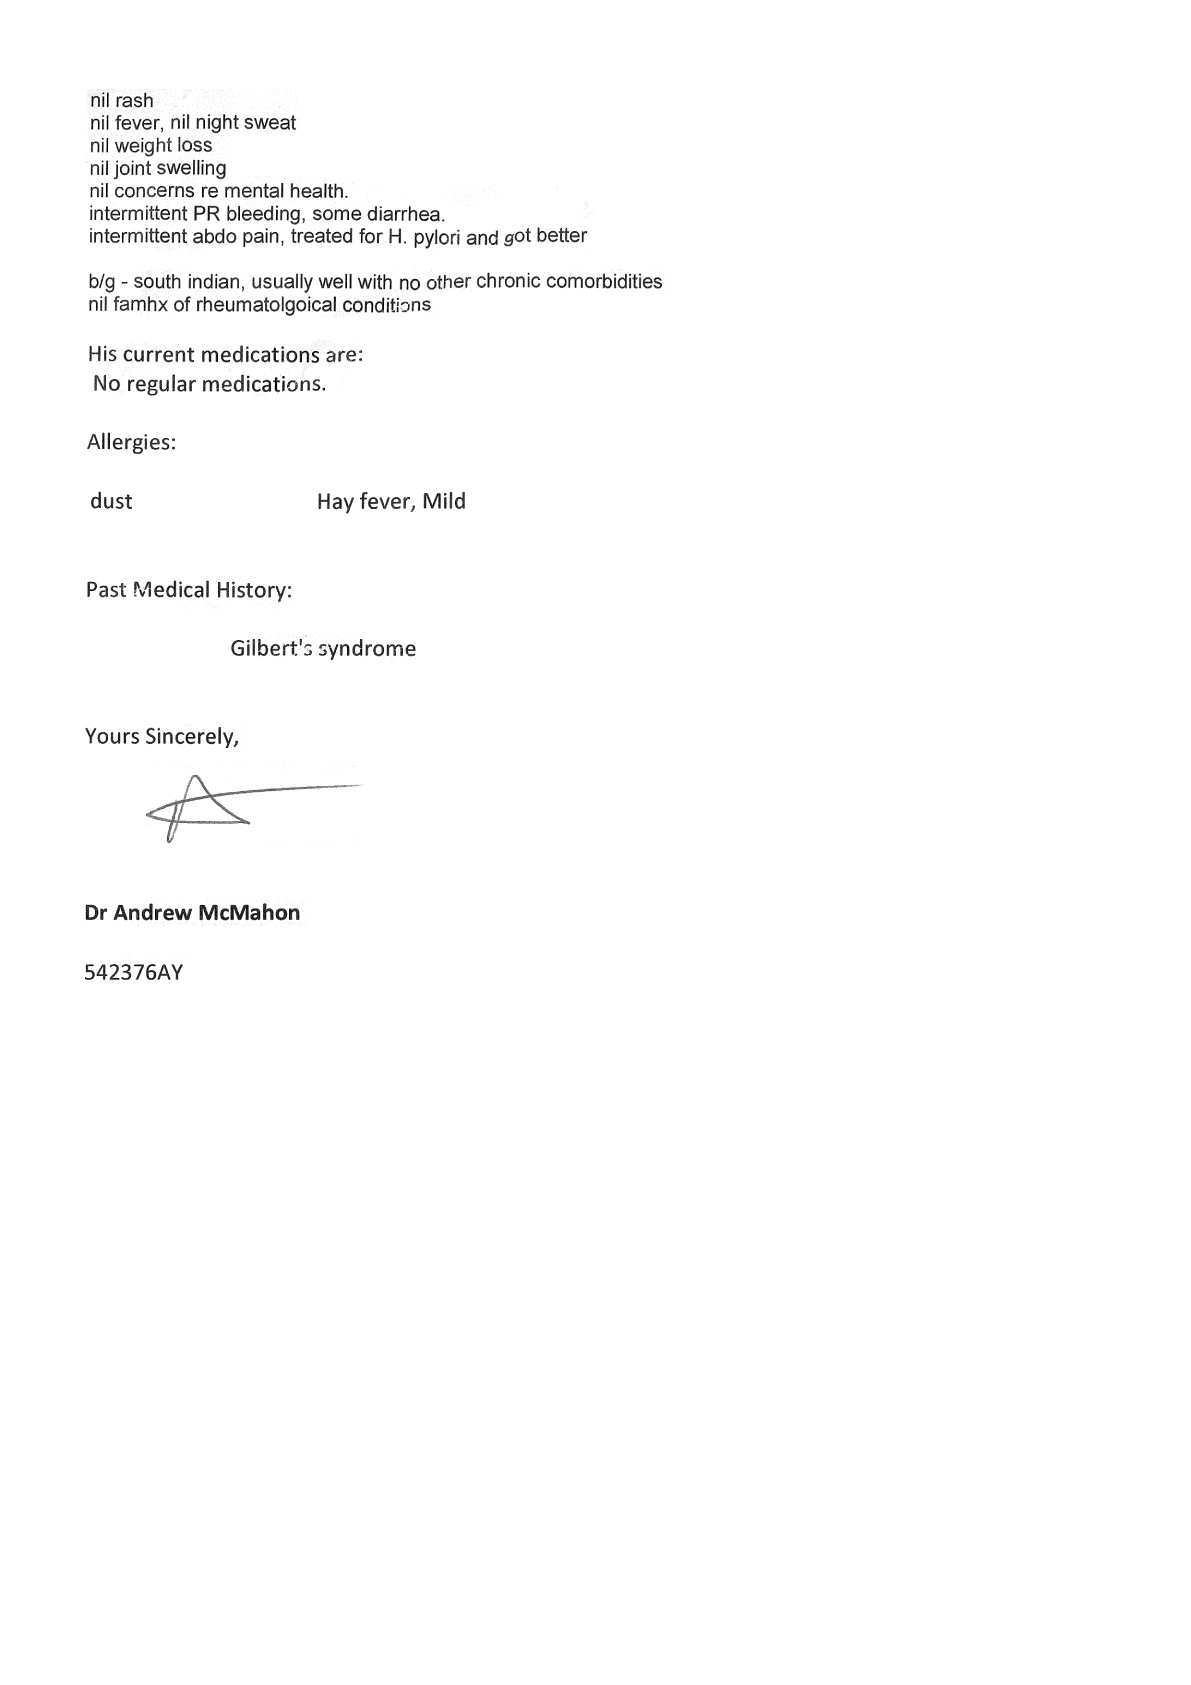 nil rash
nil fever, nil night sweat
nil weight loss
nil joint swelling
nil concerns re mental health.
intermittent PR bleeding, some diarrhea.
intermittent abdo pain, treated for H. pylori and got better
b/g - south indian, usually well with no other chronic comorbidities
nil famhx of rheumatolgoical conditions
His current medications are:
No regular medications.
Allergies:
dust Hay fever, Mild
Past Medical History:
Gilbert's syndrome
Yours Sincerely,
Dr Andrew McMahon
542376AY